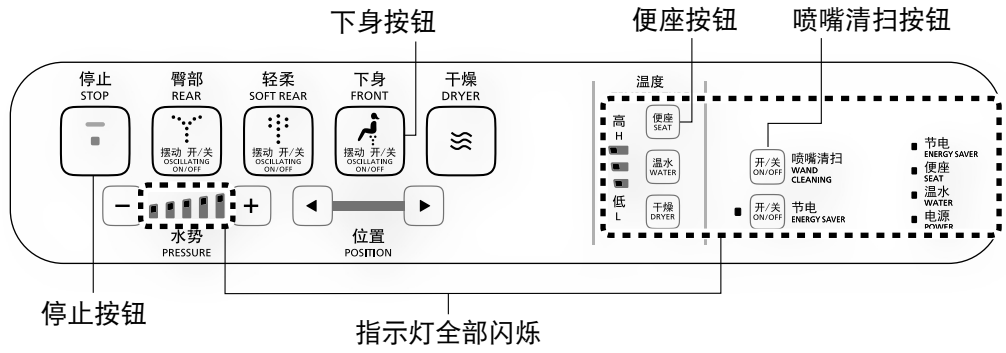 下身按钮
便座按钮
喷嘴清扫按钮
停止
STOP
臀部
REAR
摆动 开/关
OSCILLATING
ON/OFF
轻柔
SOFT REAR
摆动 开/关
OSCILLATING
ON/OFF
下身
FRONT
摆动 开/关
OSCILLATING
ON/OFF
干燥
DRYER
−
+
水势
PRESSURE
位置
POSITION
温度
高
H
低
L
便座
SEAT
温水
WATER
干燥
DRYER
开/关
ON/OFF
喷嘴清扫
WAND
CLEANING
开/关
ON/OFF
节电
ENERGY SAVER
节电
ENERGY SAVER
便座
SEAT
温水
WATER
电源
POWER
停止按钮
指示灯全部闪烁